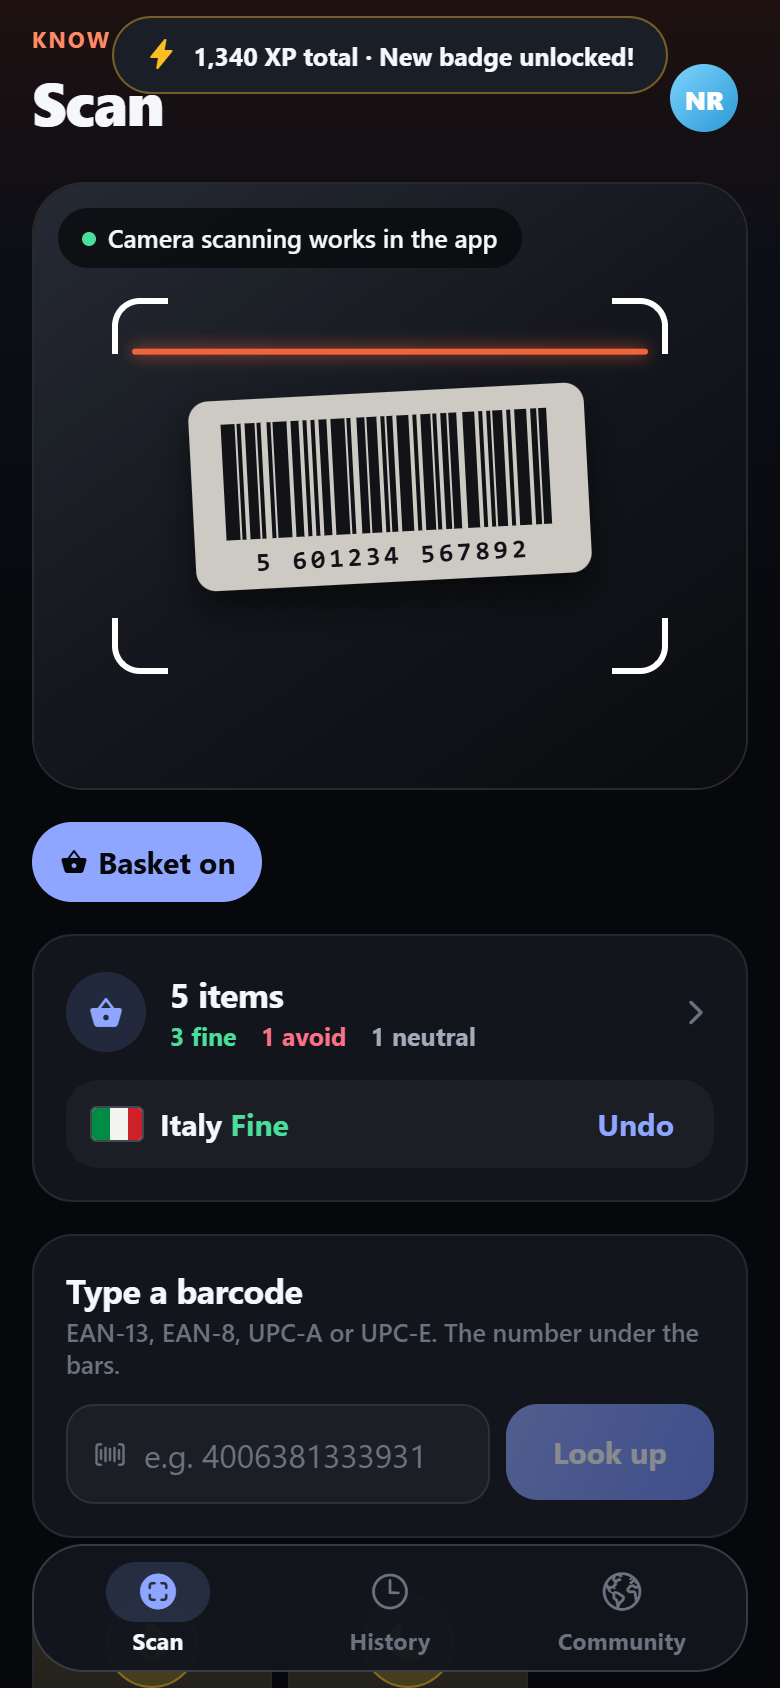 KNOW
1,340 XP total · New badge unlocked!
Scan
NR
Camera scanning works in the app
5 601234 567892
Basket on
5 items
3 fine 1 avoid 1 neutral
Italy Fine
Undo
Type a barcode
EAN-13, EAN-8, UPC-A or UPC-E. The number under the
bars.
e.g. 4006381333931
Look up
Scan
History
Community